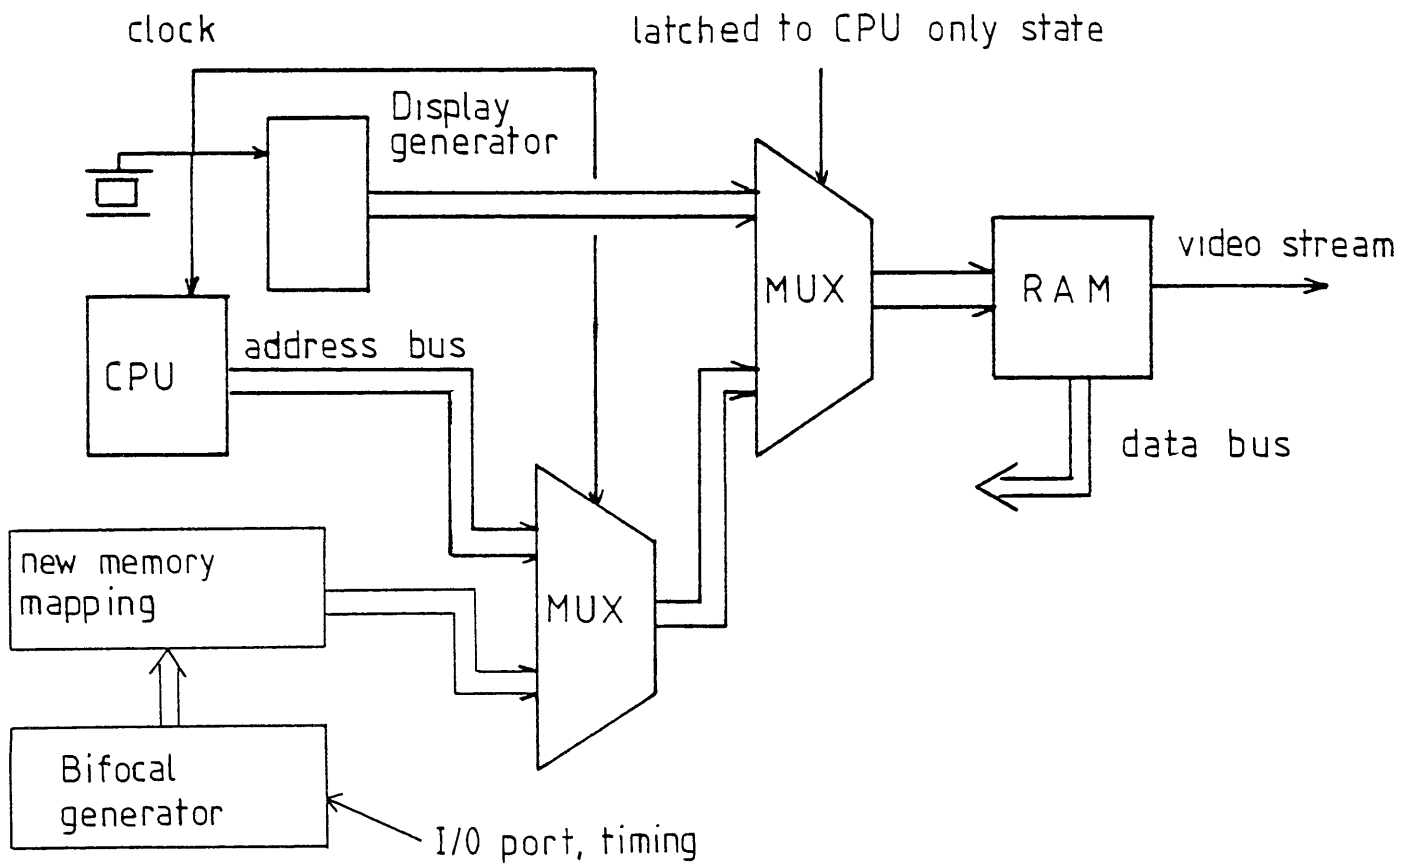 clock
latched to CPU only state
Display
generator
video stream
MUX
RAM
address bus
CPU
data bus
new memory
mapping
MUX
Bifocal
generator
I/O port, timing